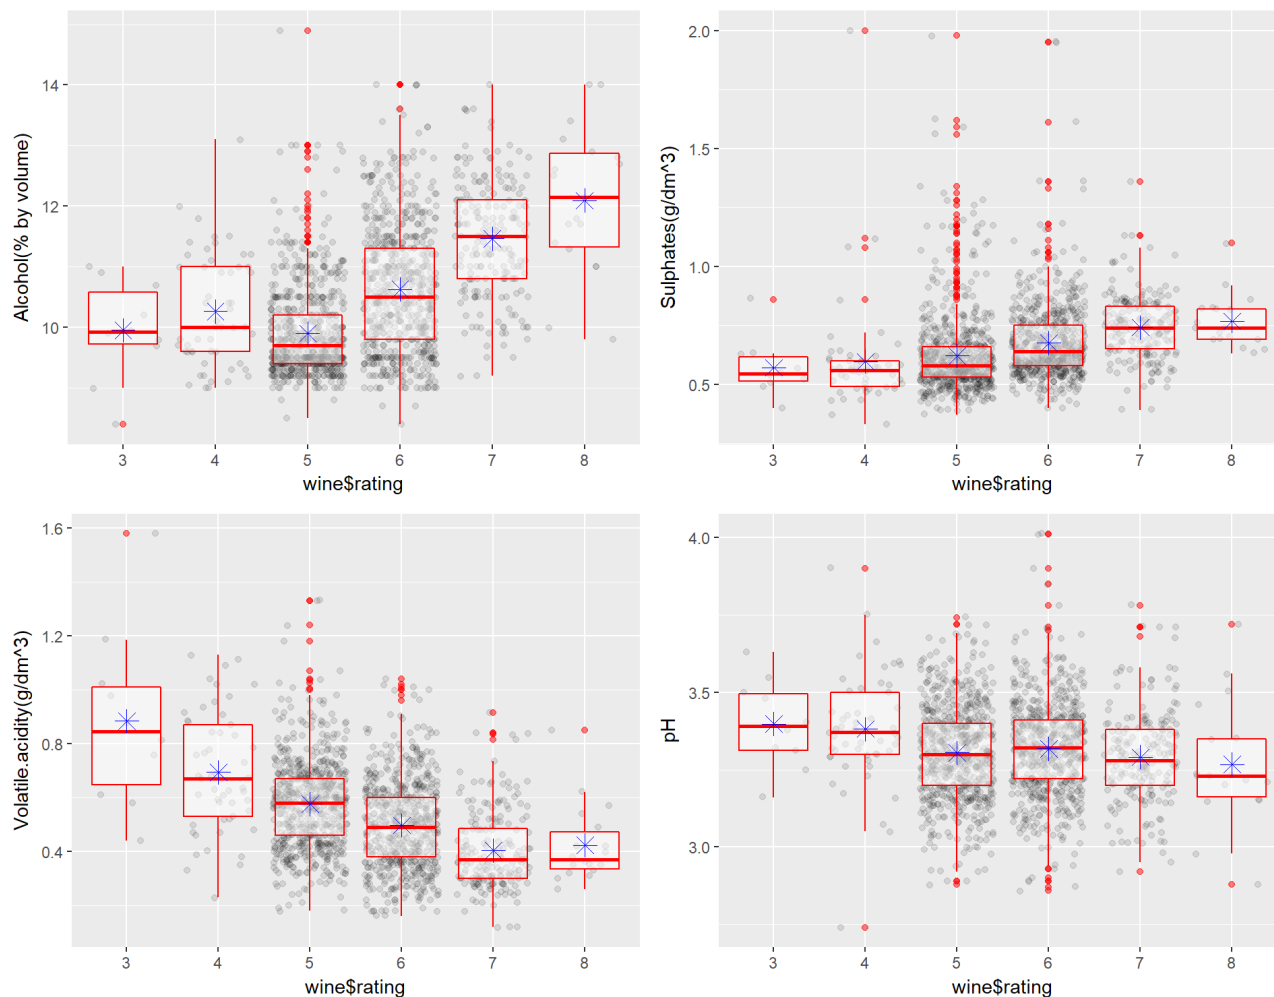 Alcohol(% by volume)
14
12
10
3 4 5 6 7 8
wine$rating
Sulphates(g/dm^3)
2.0
1.5
1.0
0.5
3 4 5 6 7 8
wine$rating
Volatile.acidity(g/dm^3)
1.6
1.2
0.8
0.4
3 4 5 6 7 8
wine$rating
pH
4.0
3.5
3.0
3 4 5 6 7 8
wine$rating